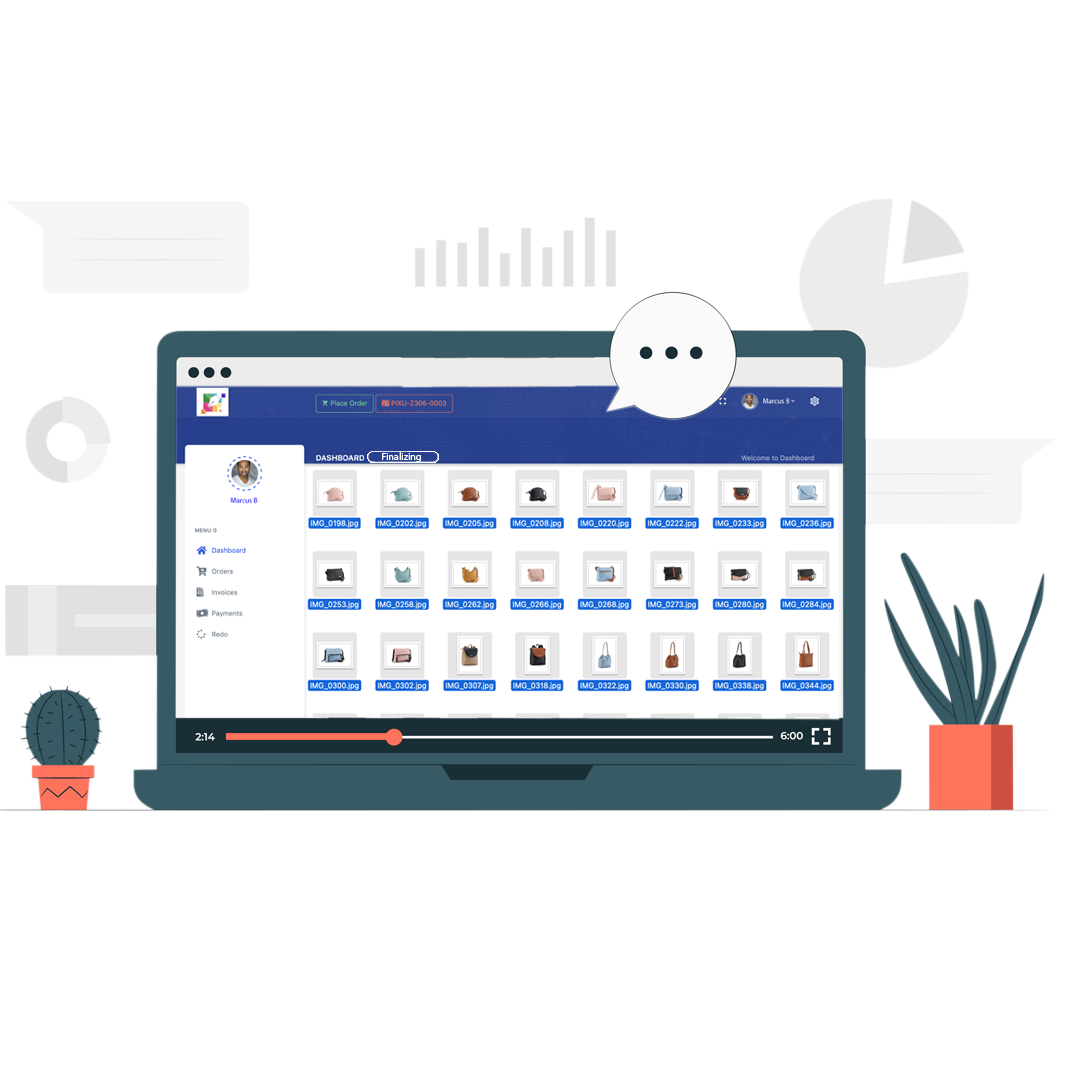 Place Order
PIXU-2306-0003
Marcus B
DASHBOARD
Finalizing
Welcome to Dashboard
Marcus B
MENU 0
Dashboard
Orders
Invoices
Payments
Redo
IMG_0198.jpg IMG_0202.jpg IMG_0205.jpg IMG_0208.jpg IMG_0220.jpg IMG_0222.jpg IMG_0233.jpg IMG_0236.jpg
IMG_0253.jpg IMG_0258.jpg IMG_0262.jpg IMG_0266.jpg IMG_0268.jpg IMG_0273.jpg IMG_0280.jpg IMG_0284.jpg
IMG_0300.jpg IMG_0302.jpg IMG_0307.jpg IMG_0318.jpg IMG_0322.jpg IMG_0330.jpg IMG_0338.jpg IMG_0344.jpg
2:14
6:00